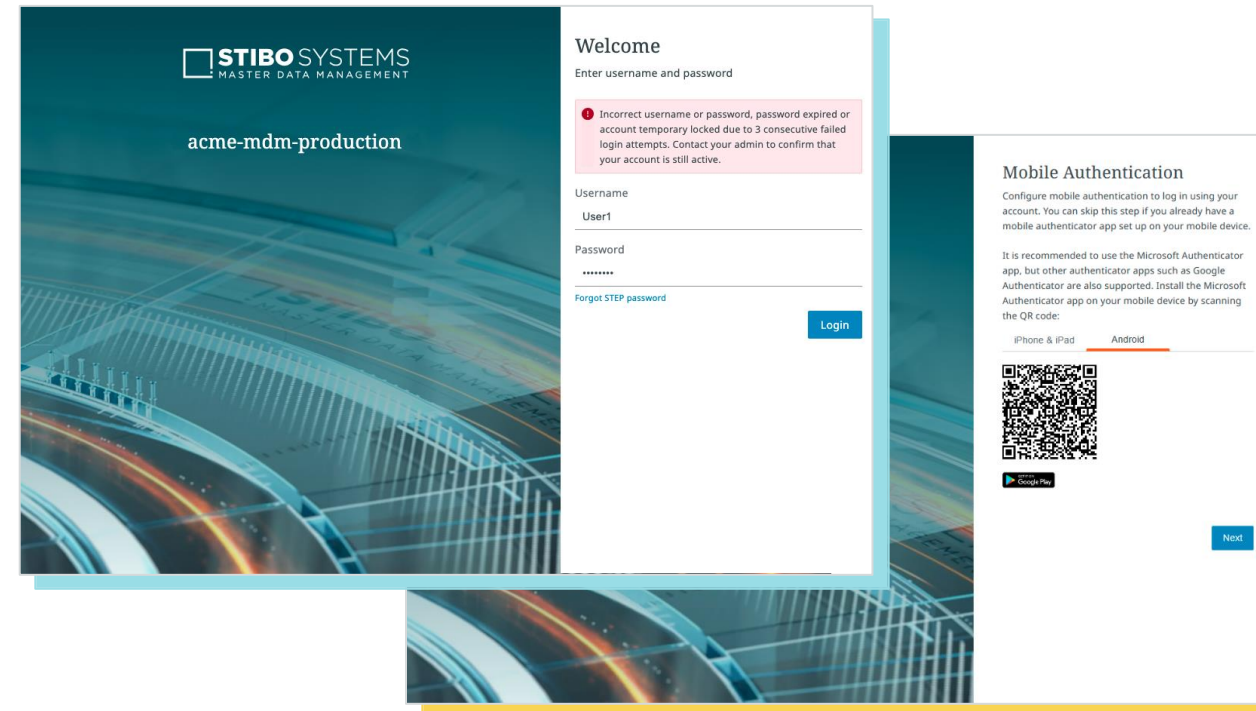 STIBO SYSTEMS
MASTER DATA MANAGEMENT
acme-mdm-production
Welcome
Enter username and password
Incorrect username or password, password expired or
account temporary locked due to 3 consecutive failed
login attempts. Contact your admin to confirm that
your account is still active.
Username
User1
Password
••••••••
Forgot STEP password
Login
Mobile Authentication
Configure mobile authentication to log in using your
account. You can skip this step if you already have a
mobile authenticator app set up on your mobile device.
It is recommended to use the Microsoft Authenticator
app, but other authenticator apps such as Google
Authenticator are also supported. Install the Microsoft
Authenticator app on your mobile device by scanning
the QR code:
iPhone & iPad Android
Google Play
Next